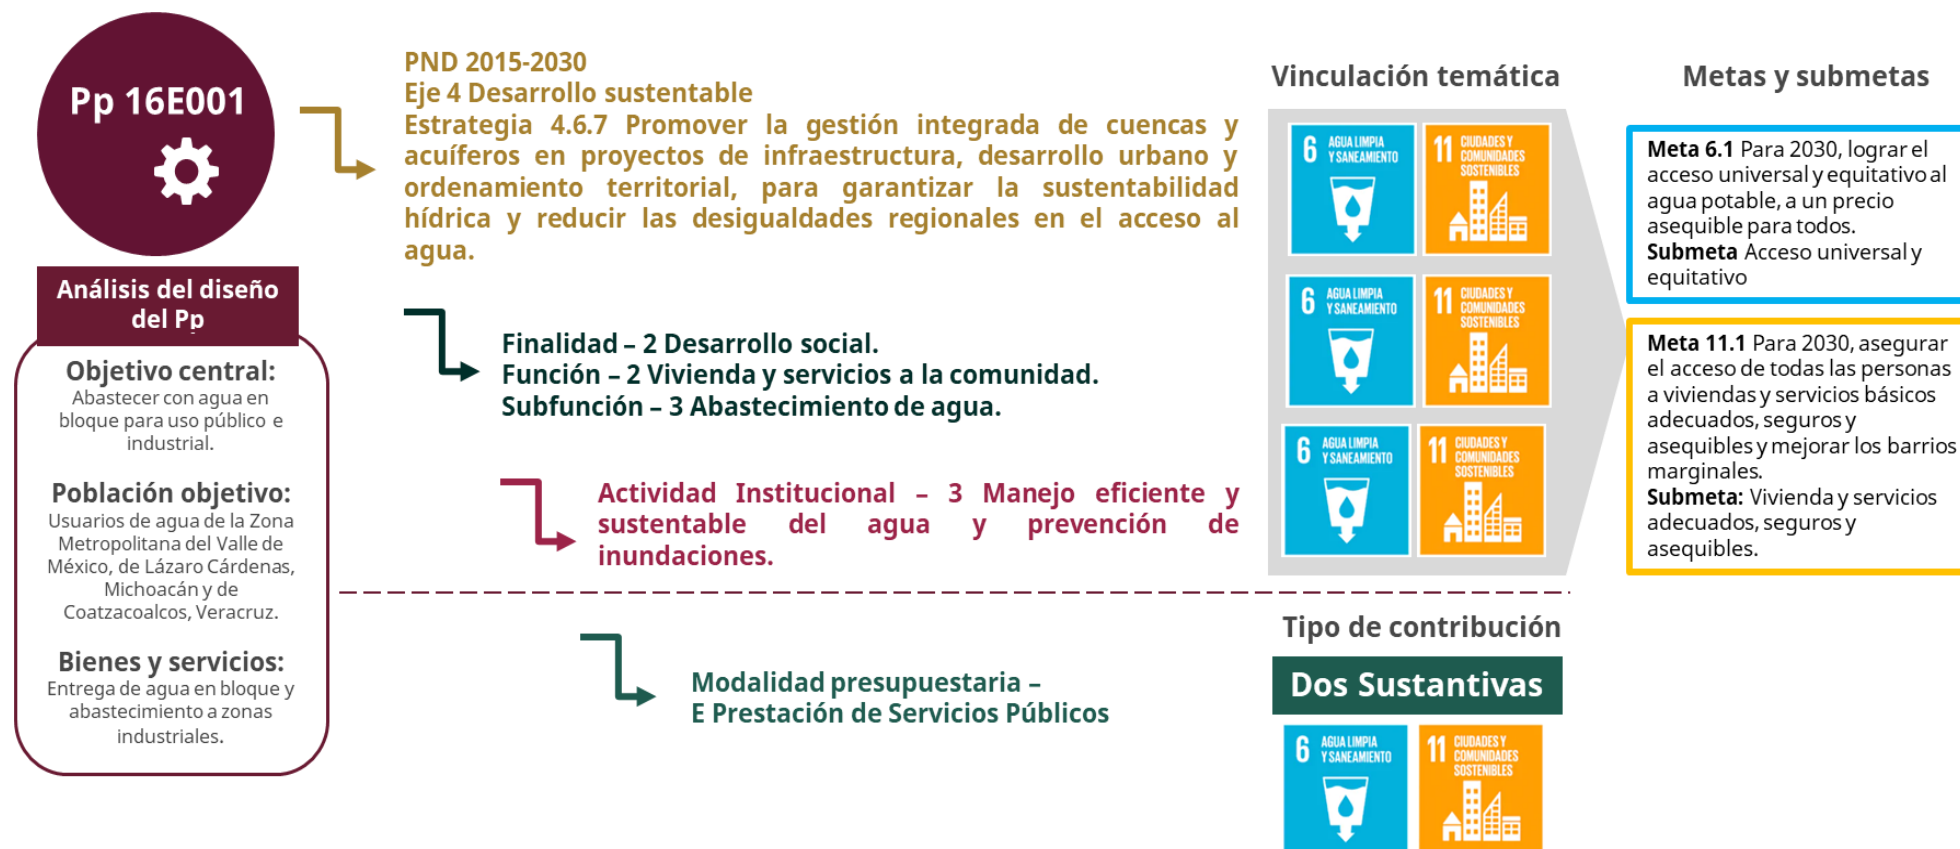 Pp 16E001
Análisis del diseño
del Pp
Objetivo central:
Abastecer con agua en
bloque para uso público e
industrial.
Población objetivo:
Usuarios de agua de la Zona
Metropolitana del Valle de
México, de Lázaro Cárdenas,
Michoacán y de
Coatzacoalcos, Veracruz.
Bienes y servicios:
Entrega de agua en bloque y
abastecimiento a zonas
industriales.
PND 2015-2030
Eje 4 Desarrollo sustentable
Estrategia 4.6.7 Promover la gestión integrada de cuencas y
acuíferos en proyectos de infraestructura, desarrollo urbano y
ordenamiento territorial, para garantizar la sustentabilidad
hídrica y reducir las desigualdades regionales en el acceso al
agua.
Finalidad – 2 Desarrollo social.
Función – 2 Vivienda y servicios a la comunidad.
Subfunción – 3 Abastecimiento de agua.
Actividad Institucional – 3 Manejo eficiente y
sustentable del agua y prevención de
inundaciones.
Modalidad presupuestaria –
E Prestación de Servicios Públicos
Vinculación temática
6 AGUA LIMPIA
Y SANEAMIENTO
11 CIUDADES Y
COMUNIDADES
SOSTENIBLES
6 AGUA LIMPIA
Y SANEAMIENTO
11 CIUDADES Y
COMUNIDADES
SOSTENIBLES
6 AGUA LIMPIA
Y SANEAMIENTO
11 CIUDADES Y
COMUNIDADES
SOSTENIBLES
Tipo de contribución
Dos Sustantivas
6 AGUA LIMPIA
Y SANEAMIENTO
11 CIUDADES Y
COMUNIDADES
SOSTENIBLES
Metas y submetas
Meta 6.1 Para 2030, lograr el
acceso universal y equitativo al
agua potable, a un precio
asequible para todos.
Submeta Acceso universal y
equitativo
Meta 11.1 Para 2030, asegurar
el acceso de todas las personas
a viviendas y servicios básicos
adecuados, seguros y
asequibles y mejorar los barrios
marginales.
Submeta: Vivienda y servicios
adecuados, seguros y
asequibles.